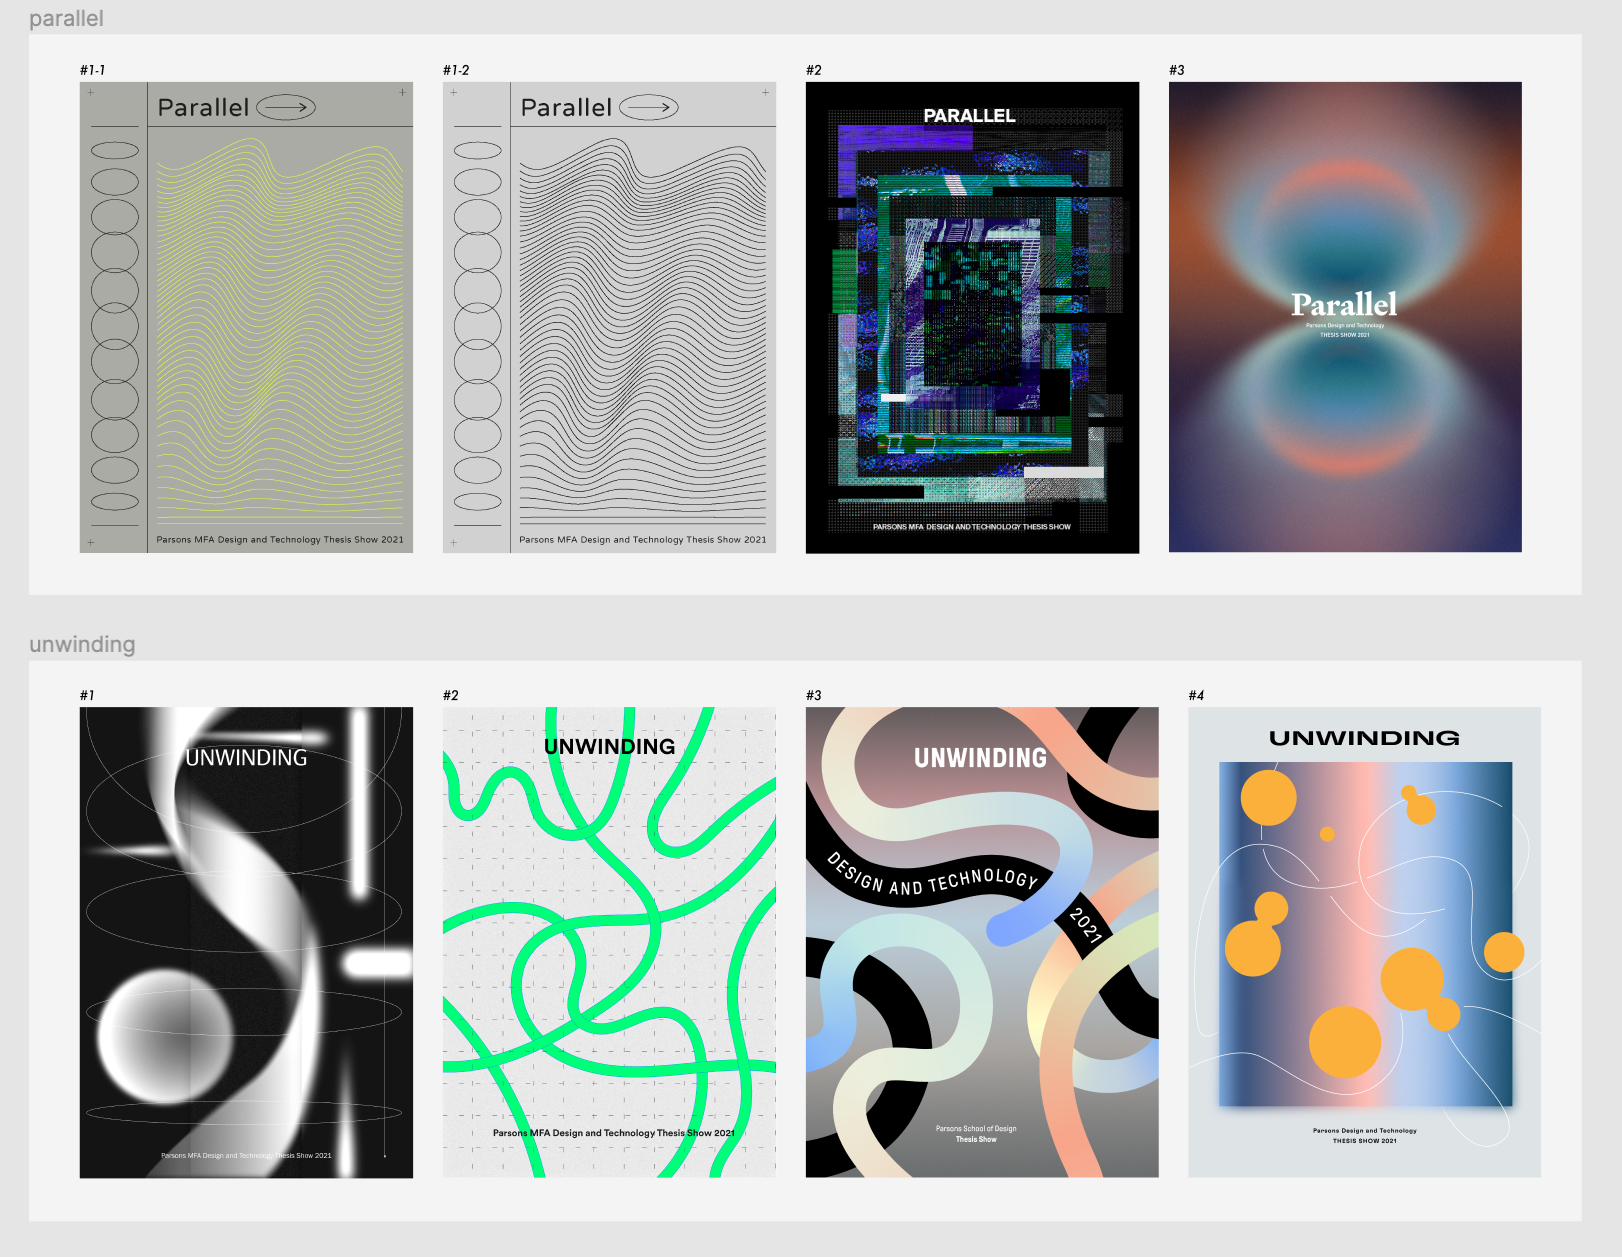 parallel
#1-1
Parallel
Parsons MFA Design and Technology Thesis Show 2021
#1-2
Parallel
Parsons MFA Design and Technology Thesis Show 2021
#2
PARALLEL
PARSONS MFA DESIGN AND TECHNOLOGY THESIS SHOW
#3
Parallel
Parsons Design and Technology
THESIS SHOW 2021
unwinding
#1
UNWINDING
Parsons MFA Design and Technology Thesis Show 2021
#2
UNWINDING
Parsons MFA Design and Technology Thesis Show 2021
#3
UNWINDING
DESIGN AND TECHNOLOGY
2021
Parsons School of Design
Thesis Show
#4
UNWINDING
Parsons Design and Technology
THESIS SHOW 2021